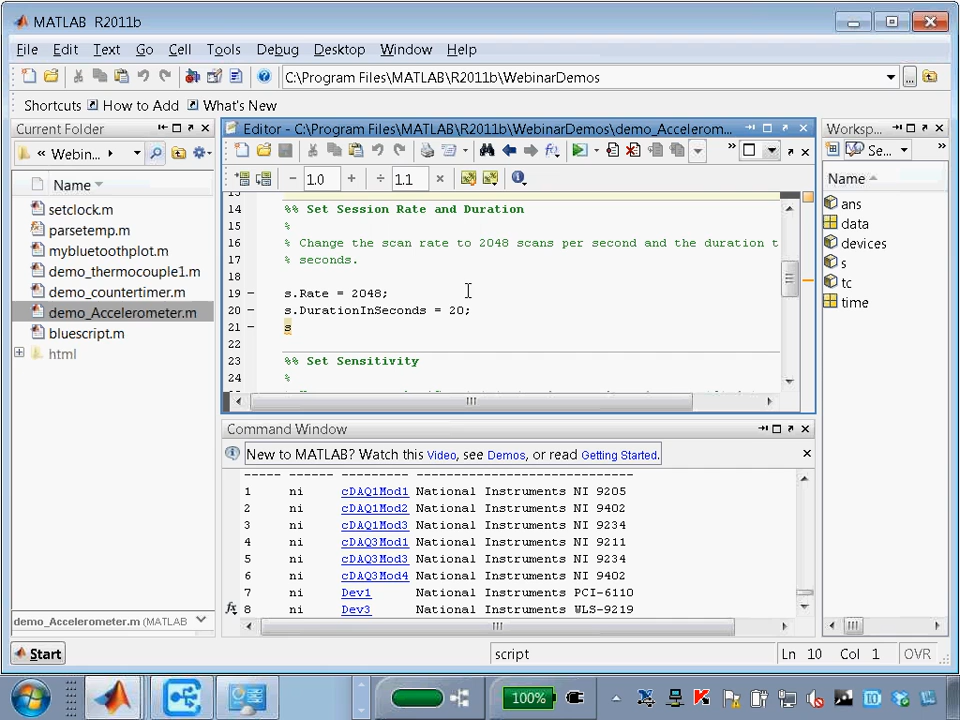 MATLAB R2011b
File Edit Text Go Cell Tools Debug Desktop Window Help
C:\Program Files\MATLAB\R2011b\WebinarDemos
Shortcuts How to Add What's New
Current Folder
« Webin...
Name
setclock.m
parsetemp.m
mybluetoothplot.m
demo_thermocouple1.m
demo_countertimer.m
demo_Accelerometer.m
bluescript.m
html
demo_Accelerometer.m (MATLAB
Editor - C:\Program Files\MATLAB\R2011b\WebinarDemos\demo_Accelerom...
1.0 1.1
14 %% Set Session Rate and Duration
15 %
16 % Change the scan rate to 2048 scans per second and the duration t
17 % seconds.
18
19 – s.Rate = 2048;
20 – s.DurationInSeconds = 20;
21 – s
22
23 %% Set Sensitivity
24 %
Command Window
New to MATLAB? Watch this Video, see Demos, or read Getting Started.
----- ------ --------- -----------------------------
1 ni cDAQ1Mod1 National Instruments NI 9205
2 ni cDAQ1Mod2 National Instruments NI 9402
3 ni cDAQ1Mod3 National Instruments NI 9234
4 ni cDAQ3Mod1 National Instruments NI 9211
5 ni cDAQ3Mod3 National Instruments NI 9234
6 ni cDAQ3Mod4 National Instruments NI 9402
7 ni Dev1 National Instruments PCI-6110
8 ni Dev3 National Instruments WLS-9219
Worksp...
Se...
Name
ans
data
devices
s
tc
time
Start script Ln 10 Col 1 OVR
100%